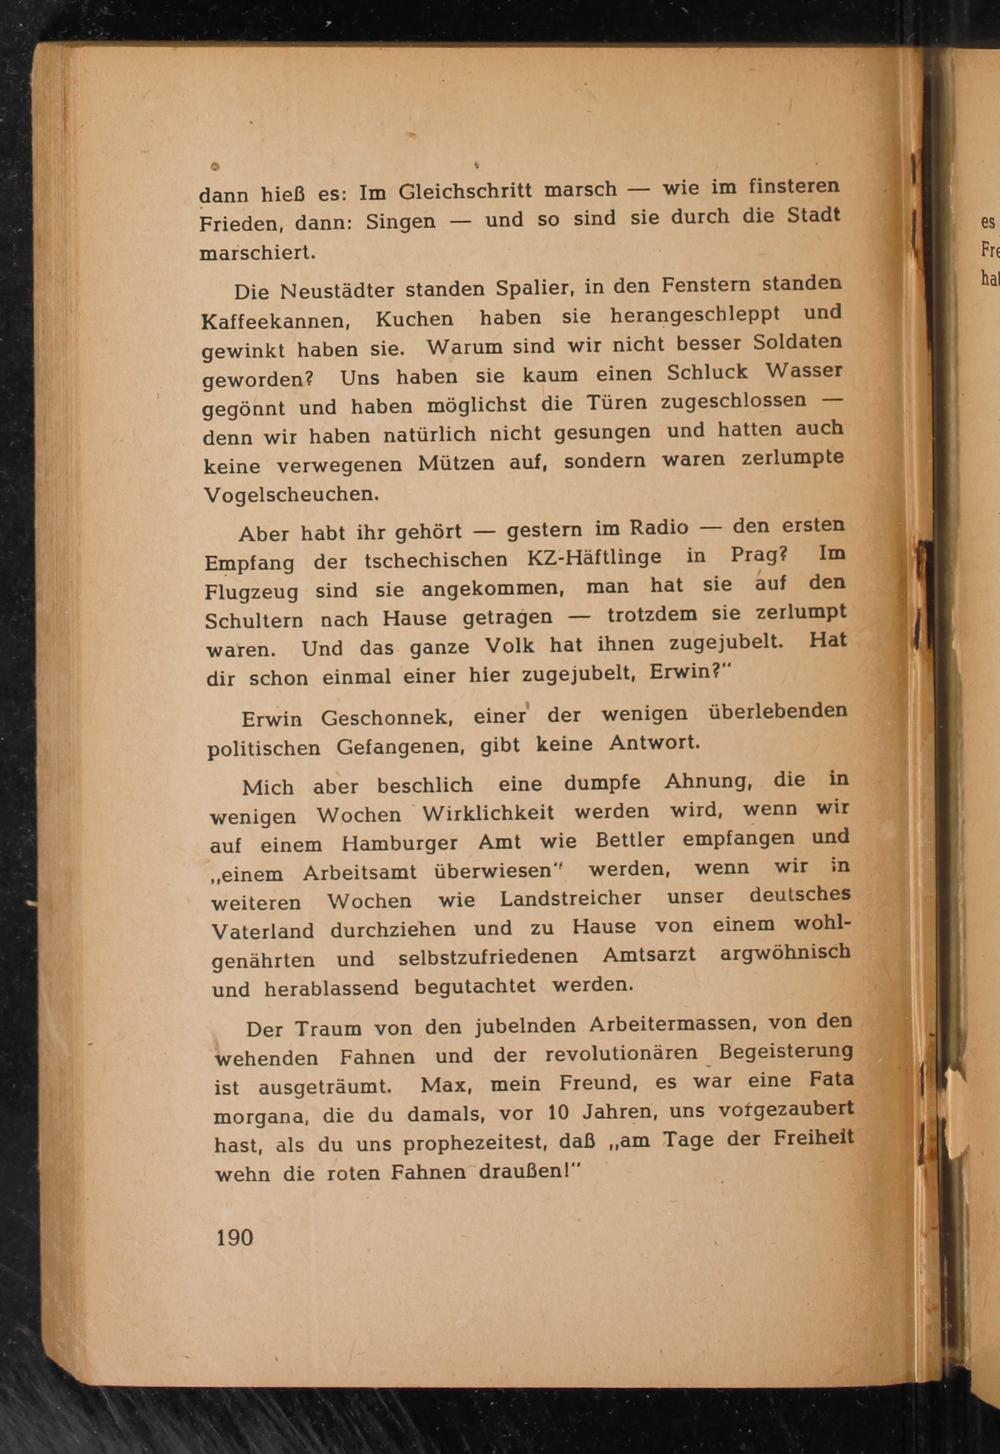 dann hieß es: Im Gleichschritt marsch — wie im finsteren
Frieden, dann: Singen — und so sind sie durch die Stadt
marschiert.
Die Neustädter standen Spalier, in den Fenstern standen
Kaffeekannen, Kuchen haben sie herangeschleppt und
gewinkt haben sie. Warum sind wir nicht besser Soldaten
geworden? Uns haben sie kaum einen Schluck Wasser
gegönnt und haben möglichst die Türen zugeschlossen —
denn wir haben natürlich nicht gesungen und hatten auch
keine verwegenen Mützen auf, sondern waren zerlumpte
Vogelscheuchen.
Aber habt ihr gehört — gestern im Radio — den ersten
Empfang der tschechischen KZ-Häftlinge in Prag? Im
Flugzeug sind sie angekommen, man hat sie auf den
Schultern nach Hause getragen — trotzdem sie zerlumpt
waren. Und das ganze Volk hat ihnen zugejubelt. Hat
dir schon einmal einer hier zugejubelt, Erwin?"
Erwin Geschonnek, einer der wenigen überlebenden
politischen Gefangenen, gibt keine Antwort.
Mich aber beschlich eine dumpfe Ahnung, die in
wenigen Wochen Wirklichkeit werden wird, wenn wir
auf einem Hamburger Amt wie Bettler empfangen und
„einem Arbeitsamt überwiesen" werden, wenn wir in
weiteren Wochen wie Landstreicher unser deutsches
Vaterland durchziehen und zu Hause von einem wohl-
genährten und selbstzufriedenen Amtsarzt argwöhnisch
und herablassend begutachtet werden.
Der Traum von den jubelnden Arbeitermassen, von den
wehenden Fahnen und der revolutionären Begeisterung
ist ausgeträumt. Max, mein Freund, es war eine Fata
morgana, die du damals, vor 10 Jahren, uns vorgezaubert
hast, als du uns prophezeitest, daß „am Tage der Freiheit
wehn die roten Fahnen draußen!"
190
es